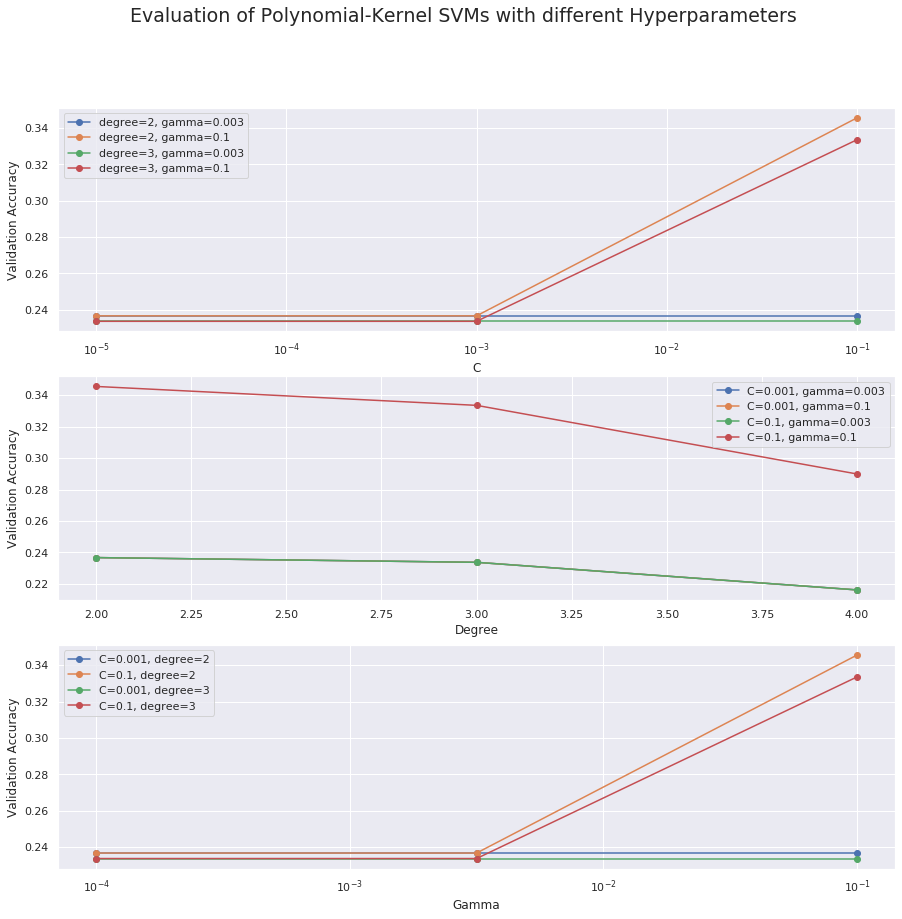 Evaluation of Polynomial-Kernel SVMs with different Hyperparameters
0.34
0.32
0.30
0.28
0.26
0.24
Validation Accuracy
degree=2, gamma=0.003
degree=2, gamma=0.1
degree=3, gamma=0.003
degree=3, gamma=0.1
10⁻⁵ 10⁻⁴ 10⁻³ 10⁻² 10⁻¹
C
0.34
0.32
0.30
0.28
0.26
0.24
0.22
Validation Accuracy
C=0.001, gamma=0.003
C=0.001, gamma=0.1
C=0.1, gamma=0.003
C=0.1, gamma=0.1
2.00 2.25 2.50 2.75 3.00 3.25 3.50 3.75 4.00
Degree
0.34
0.32
0.30
0.28
0.26
0.24
Validation Accuracy
C=0.001, degree=2
C=0.1, degree=2
C=0.001, degree=3
C=0.1, degree=3
10⁻⁴ 10⁻³ 10⁻² 10⁻¹
Gamma